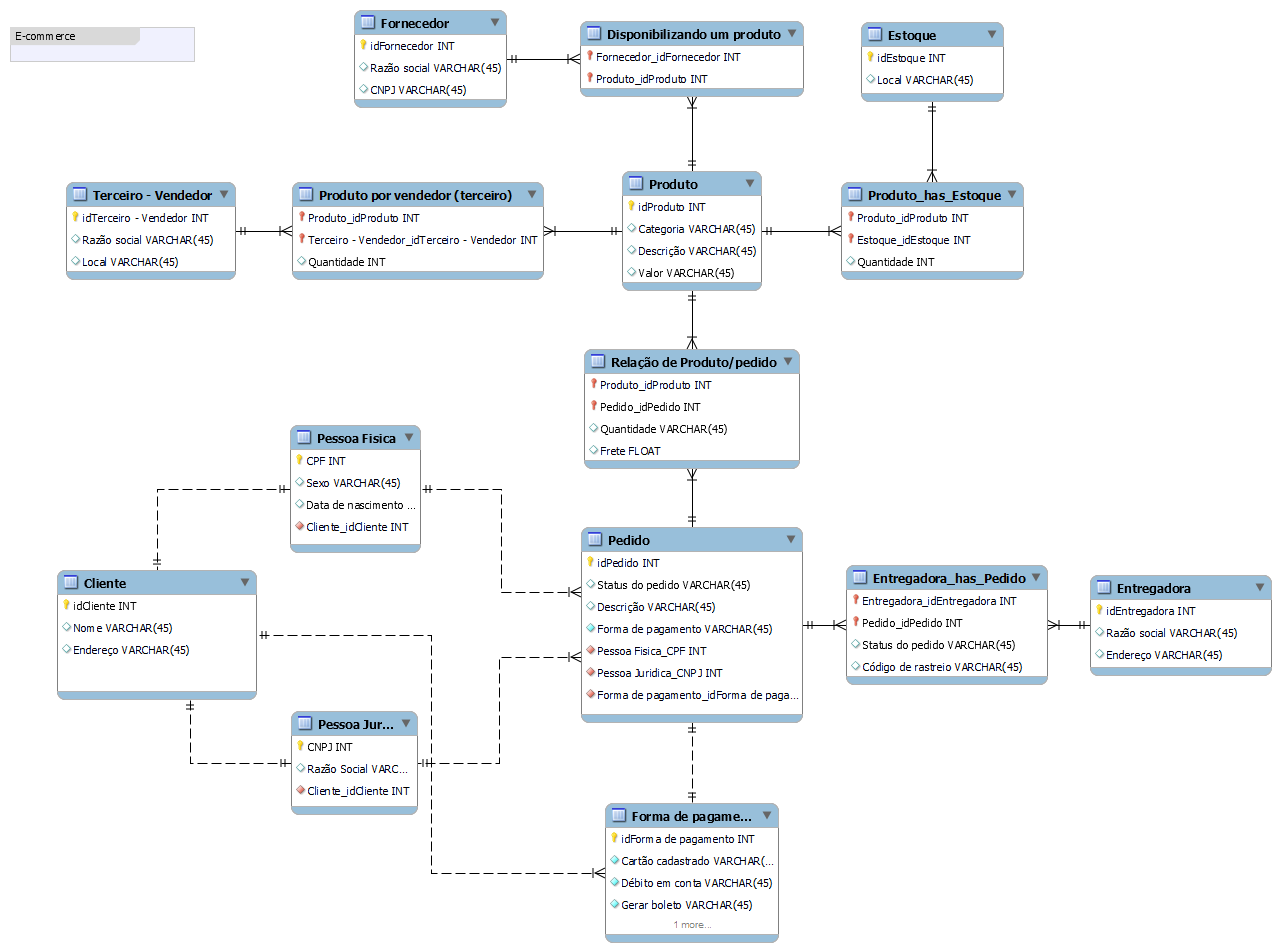 E-commerce
Fornecedor
idFornecedor INT
Razão social VARCHAR(45)
CNPJ VARCHAR(45)
Disponibilizando um produto
Fornecedor_idFornecedor INT
Produto_idProduto INT
Estoque
idEstoque INT
Local VARCHAR(45)
Terceiro - Vendedor
idTerceiro - Vendedor INT
Razão social VARCHAR(45)
Local VARCHAR(45)
Produto por vendedor (terceiro)
Produto_idProduto INT
Terceiro - Vendedor_idTerceiro - Vendedor INT
Quantidade INT
Produto
idProduto INT
Categoria VARCHAR(45)
Descrição VARCHAR(45)
Valor VARCHAR(45)
Produto_has_Estoque
Produto_idProduto INT
Estoque_idEstoque INT
Quantidade INT
Relação de Produto/pedido
Produto_idProduto INT
Pedido_idPedido INT
Quantidade VARCHAR(45)
Frete FLOAT
Pessoa Fisica
CPF INT
Sexo VARCHAR(45)
Data de nascimento ...
Cliente_idCliente INT
Cliente
idCliente INT
Nome VARCHAR(45)
Endereço VARCHAR(45)
Pessoa Jur...
CNPJ INT
Razão Social VARC...
Cliente_idCliente INT
Pedido
idPedido INT
Status do pedido VARCHAR(45)
Descrição VARCHAR(45)
Forma de pagamento VARCHAR(45)
Pessoa Fisica_CPF INT
Pessoa Juridica_CNPJ INT
Forma de pagamento_idForma de paga...
Entregadora_has_Pedido
Entregadora_idEntregadora INT
Pedido_idPedido INT
Status do pedido VARCHAR(45)
Código de rastreio VARCHAR(45)
Entregadora
idEntregadora INT
Razão social VARCHAR(45)
Endereço VARCHAR(45)
Forma de pagame...
idForma de pagamento INT
Cartão cadastrado VARCHAR(...
Débito em conta VARCHAR(45)
Gerar boleto VARCHAR(45)
1 more...